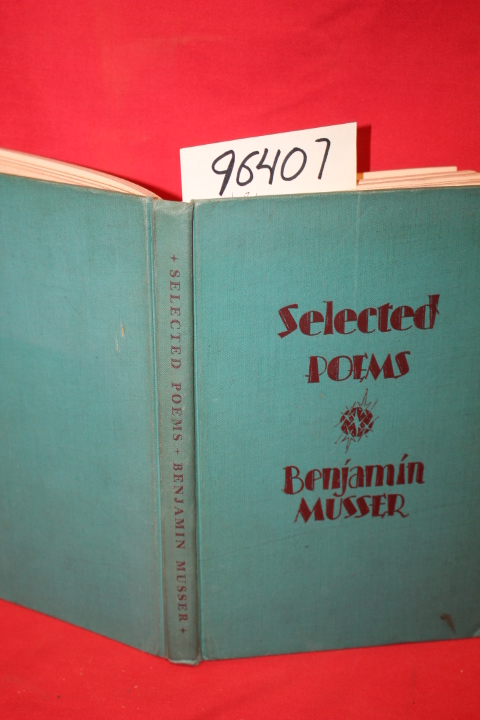 96407
+ SELECTED POEMS + BENJAMIN MUSSER +
Selected
POEMS
Benjamin
MUSSER